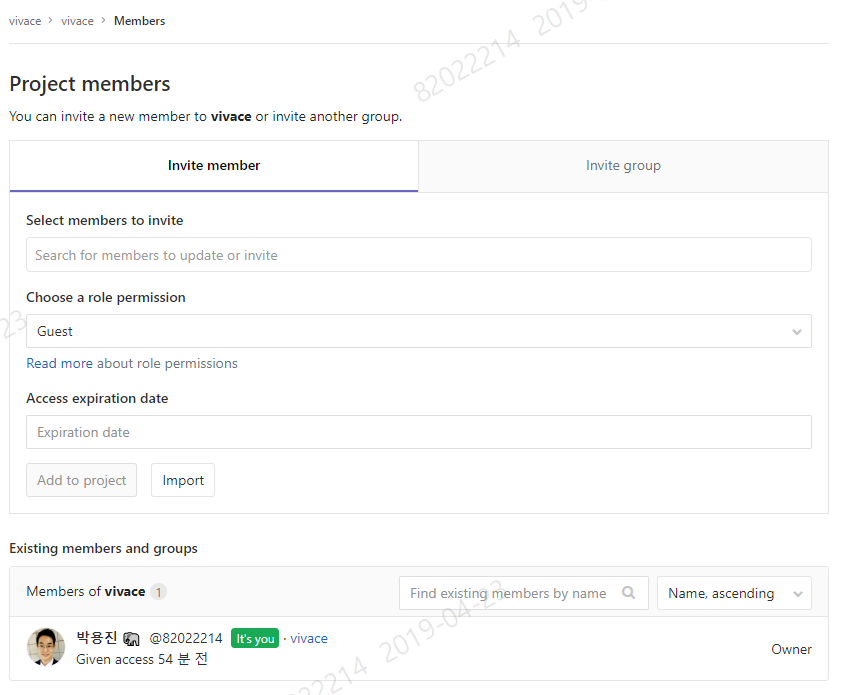 vivace > vivace > Members
82022214 2019
Project members
You can invite a new member to vivace or invite another group.
Invite member Invite group
Select members to invite
Search for members to update or invite
Choose a role permission
23
Guest
Read more about role permissions
Access expiration date
Expiration date
Add to project Import
Existing members and groups
Members of vivace 1 Find existing members by name Name, ascending
박용진 @82022214 It's you · vivace
Given access 54 분 전
Owner
22214 2019-04-23